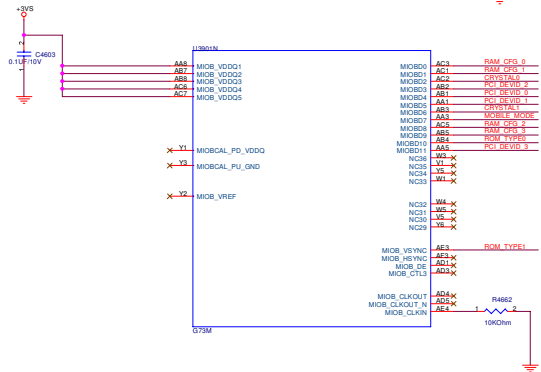 +3VS
C4603
0.1UF/10V
2
1
U3901N
AA8 MIOB_VDDQ1
AB7 MIOB_VDDQ2
AB8 MIOB_VDDQ3
AC6 MIOB_VDDQ4
AC7 MIOB_VDDQ5
Y1 MIOBCAL_PD_VDDQ
Y3 MIOBCAL_PU_GND
Y2 MIOB_VREF
MIOBD0 AC3 RAM_CFG_0
MIOBD1 AC1 RAM_CFG_1
MIOBD2 AC2 CRYSTAL0
MIOBD3 AB2 PCI_DEVID_2
MIOBD4 AB1 PCI_DEVID_0
MIOBD5 AA1 PCI_DEVID_1
MIOBD6 AB3 CRYSTAL1
MIOBD7 AA3 MOBILE_MODE
MIOBD8 AC5 RAM_CFG_2
MIOBD9 AB5 RAM_CFG_3
MIOBD10 AB4 ROM_TYPE0
MIOBD11 AA5 PCI_DEVID_3
NC36 W3
NC35 V1
NC34 Y5
NC33 W1
NC32 W4
NC31 W5
NC30 V5
NC29 Y6
MIOB_VSYNC AE3 ROM_TYPE1
MIOB_HSYNC AF3
MIOB_DE AD1
MIOB_CTL3 AD3
MIOB_CLKOUT AD4
MIOB_CLKOUT_N AD5
MIOB_CLKIN AE4 1 R4662 2
10KOhm
G73M